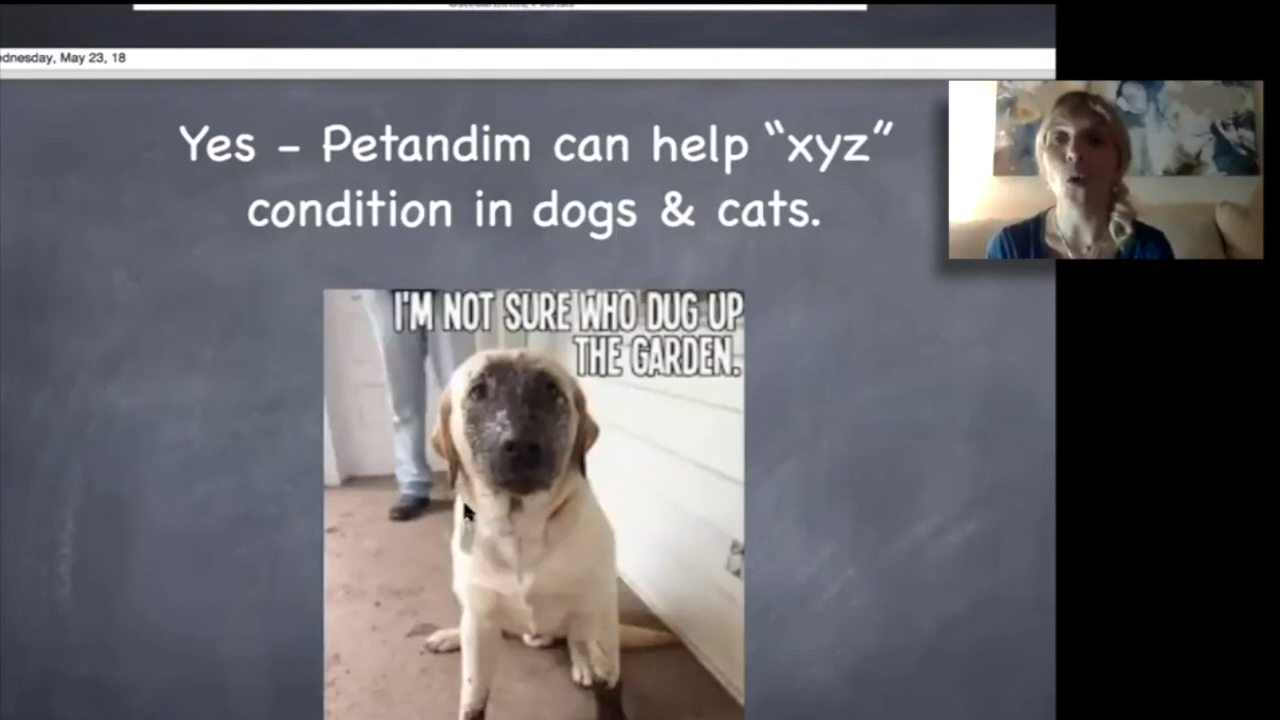 ednesday, May 23, 18
Yes - Petandim can help "xyz"
condition in dogs & cats.
I'M NOT SURE WHO DUG UP
THE GARDEN.